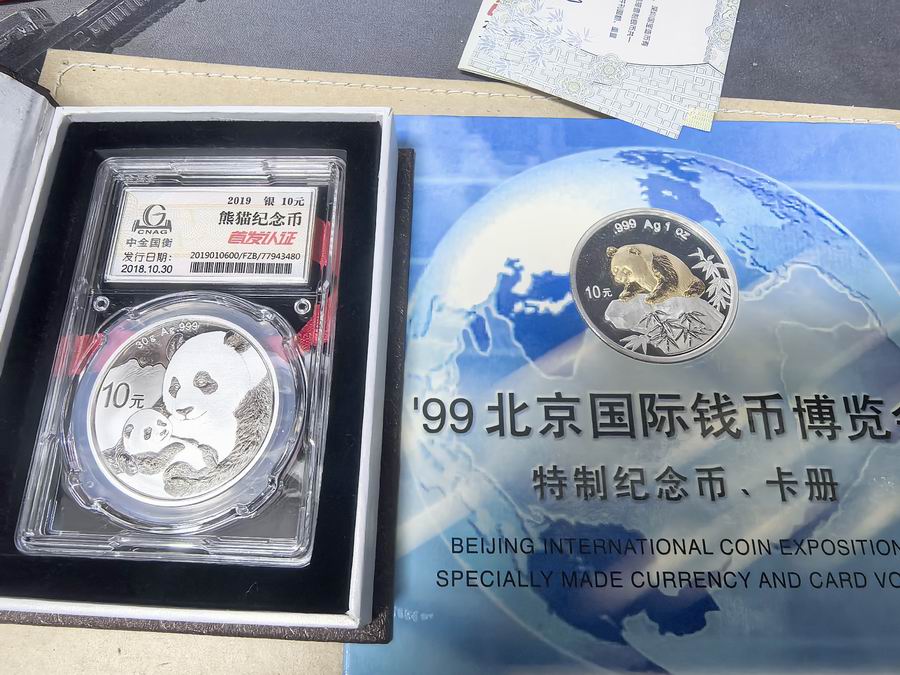 2019 银 10元
熊猫纪念币
首发认证
CNAG
中金国衡
发行日期:
2018.10.30
2019010600/FZB/77943480
30g Ag.999
10元
.999 Ag 1 oz
10元
'99 北京国际钱币博览
特制纪念币、卡册
BEIJING INTERNATIONAL COIN EXPOSITION
SPECIALLY MADE CURRENCY AND CARD VO